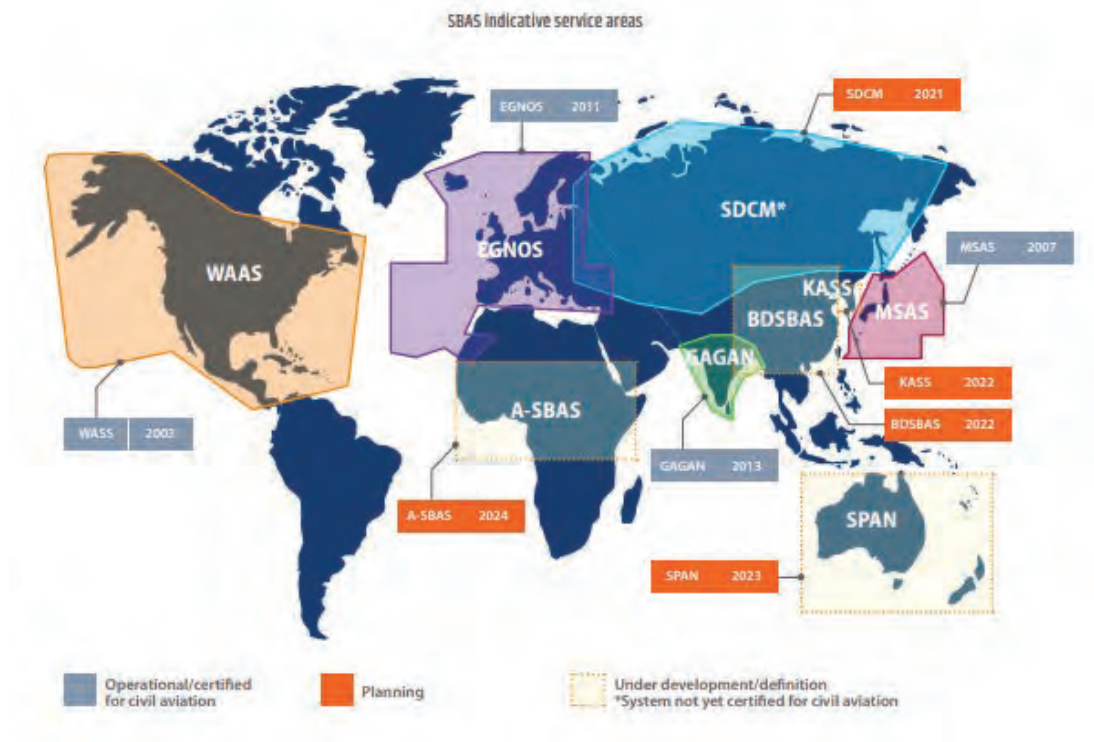 SBAS indicative service areas
EGNOS 2011
SDCM 2021
SDCM*
WAAS
EGNOS
MSAS 2007
KASS
MSAS
BDSBAS
GAGAN
KASS 2022
A-SBAS
BDSBAS 2022
WASS 2003
GAGAN 2013
A-SBAS 2024
SPAN
SPAN 2023
Operational/certified
for civil aviation
Planning
Under development/definition
*System not yet certified for civil aviation